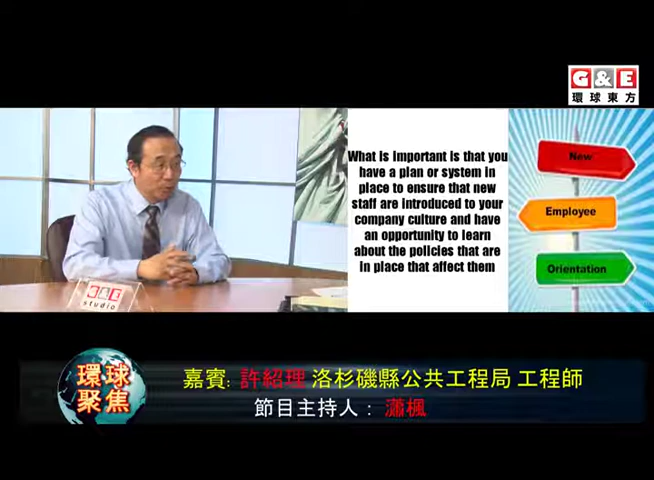 G&E
環球東方
What is important is that you
have a plan or system in
place to ensure that new
staff are introduced to your
company culture and have
an opportunity to learn
about the policies that are
in place that affect them
New
Employee
Orientation
G&E
studio
環球
聚焦
嘉賓: 許紹理 洛杉磯縣公共工程局 工程師
節目主持人: 瀟楓